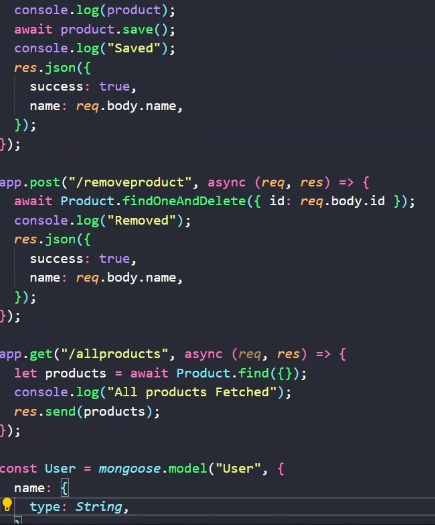 console.log(product);
await product.save();
console.log("Saved");
res.json({
success: true,
name: req.body.name,
});
});
app.post("/removeproduct", async (req, res) => {
await Product.findOneAndDelete({ id: req.body.id });
console.log("Removed");
res.json({
success: true,
name: req.body.name,
});
});
app.get("/allproducts", async (req, res) => {
let products = await Product.find({});
console.log("All products Fetched");
res.send(products);
});
const User = mongoose.model("User", {
name: {
type: String,
}